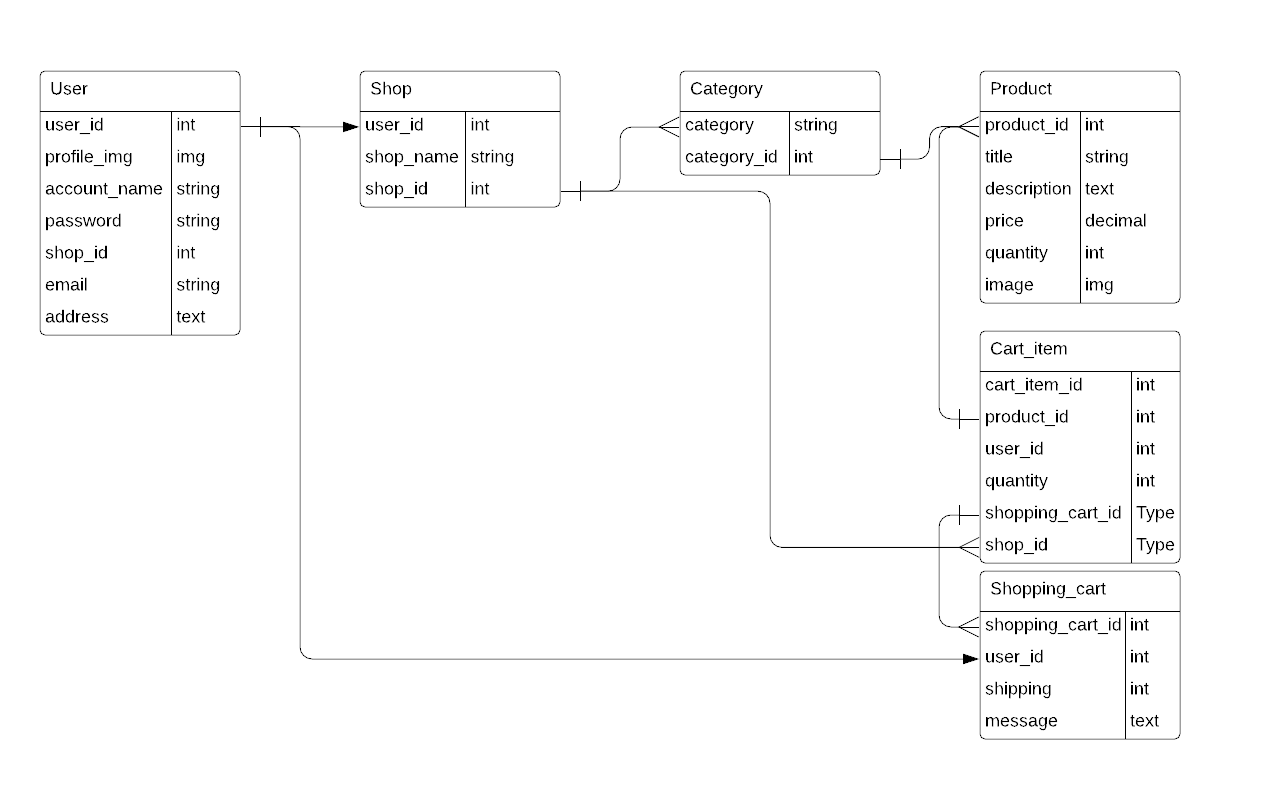 User
user_id int
profile_img img
account_name string
password string
shop_id int
email string
address text
Shop
user_id int
shop_name string
shop_id int
Category
category string
category_id int
Product
product_id int
title string
description text
price decimal
quantity int
image img
Cart_item
cart_item_id int
product_id int
user_id int
quantity int
shopping_cart_id Type
shop_id Type
Shopping_cart
shopping_cart_id int
user_id int
shipping int
message text